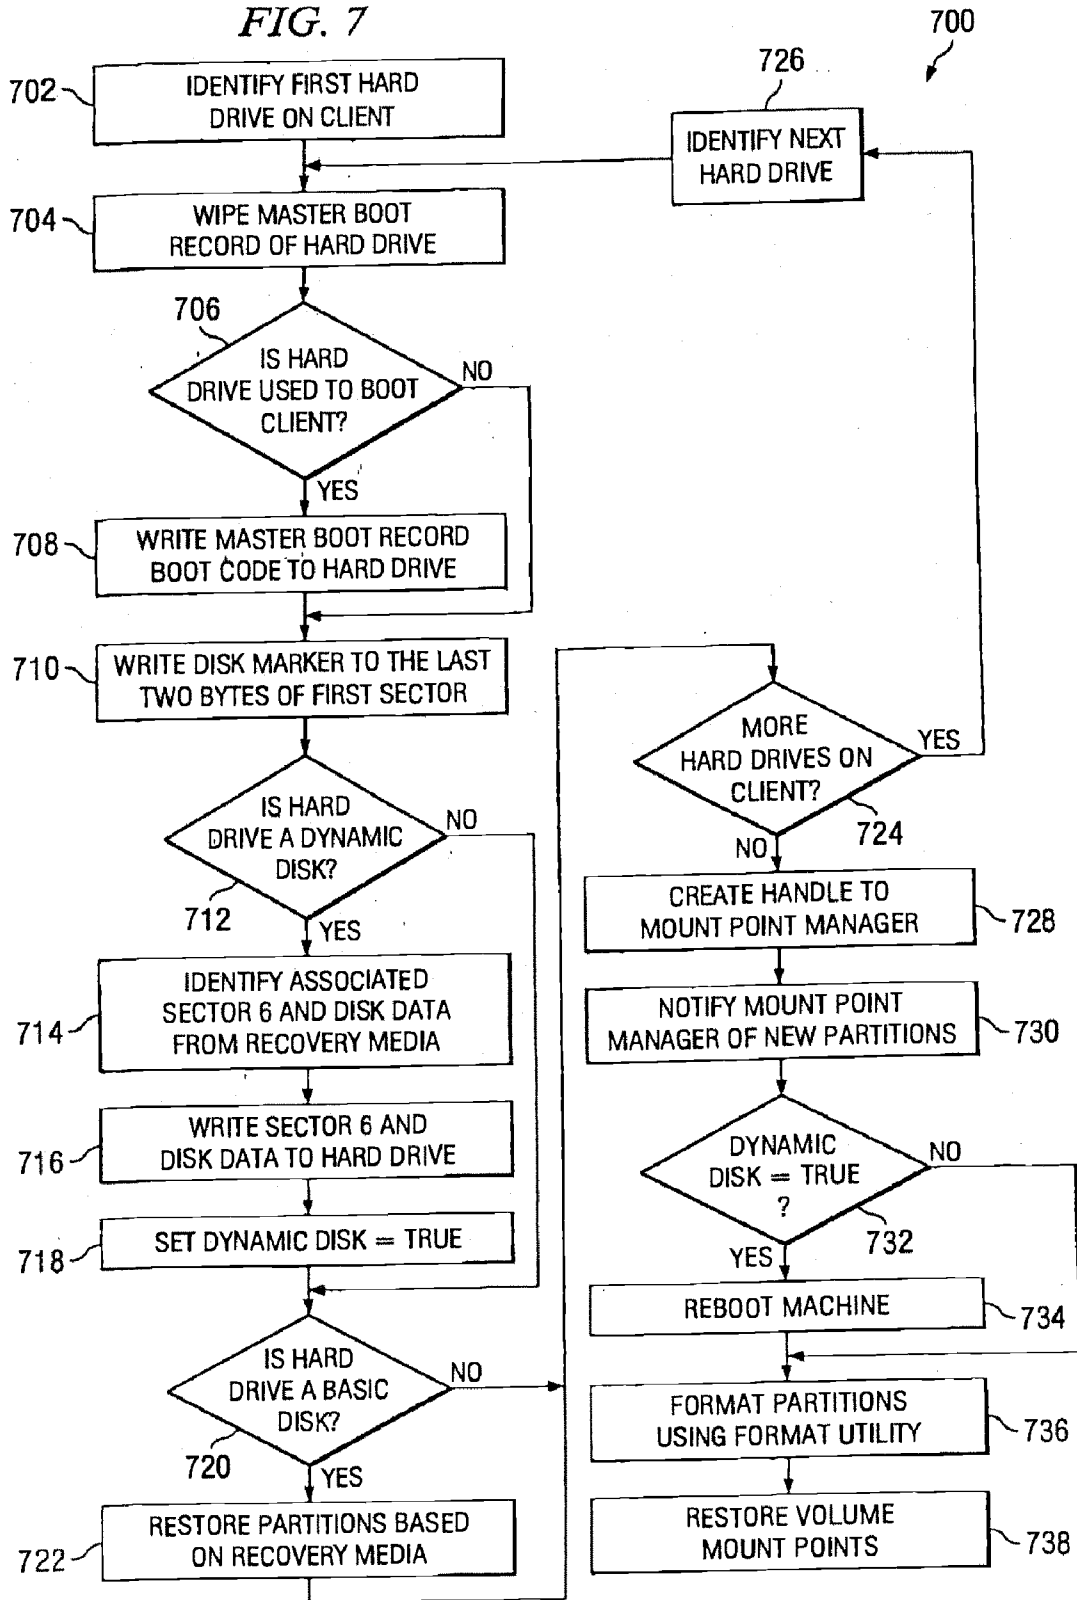 FIG. 7
700
702
IDENTIFY FIRST HARD
DRIVE ON CLIENT
726
IDENTIFY NEXT
HARD DRIVE
704
WIPE MASTER BOOT
RECORD OF HARD DRIVE
706
IS HARD
DRIVE USED TO BOOT
CLIENT?
NO
YES
708
WRITE MASTER BOOT RECORD
BOOT CODE TO HARD DRIVE
710
WRITE DISK MARKER TO THE LAST
TWO BYTES OF FIRST SECTOR
IS HARD
DRIVE A DYNAMIC
DISK?
NO
712
YES
714
IDENTIFY ASSOCIATED
SECTOR 6 AND DISK DATA
FROM RECOVERY MEDIA
716
WRITE SECTOR 6 AND
DISK DATA TO HARD DRIVE
718
SET DYNAMIC DISK = TRUE
IS HARD
DRIVE A BASIC
DISK?
NO
720
YES
722
RESTORE PARTITIONS BASED
ON RECOVERY MEDIA
MORE
HARD DRIVES ON
CLIENT?
YES
724
NO
CREATE HANDLE TO
MOUNT POINT MANAGER
728
NOTIFY MOUNT POINT
MANAGER OF NEW PARTITIONS
730
DYNAMIC
DISK = TRUE
?
NO
732
YES
REBOOT MACHINE
734
FORMAT PARTITIONS
USING FORMAT UTILITY
736
RESTORE VOLUME
MOUNT POINTS
738